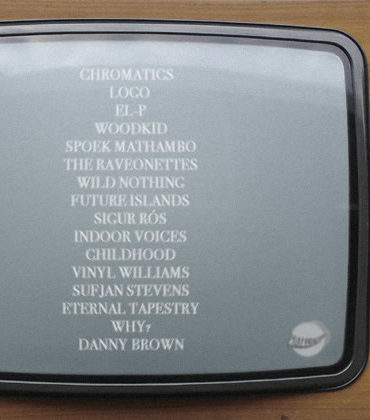 CHROMATICS
LOGO
EL-P
WOODKID
SPOEK MATHAMBO
THE RAVEONETTES
WILD NOTHING
FUTURE ISLANDS
SIGUR RÓS
INDOOR VOICES
CHILDHOOD
VINYL WILLIAMS
SUFJAN STEVENS
ETERNAL TAPESTRY
WHY?
DANNY BROWN